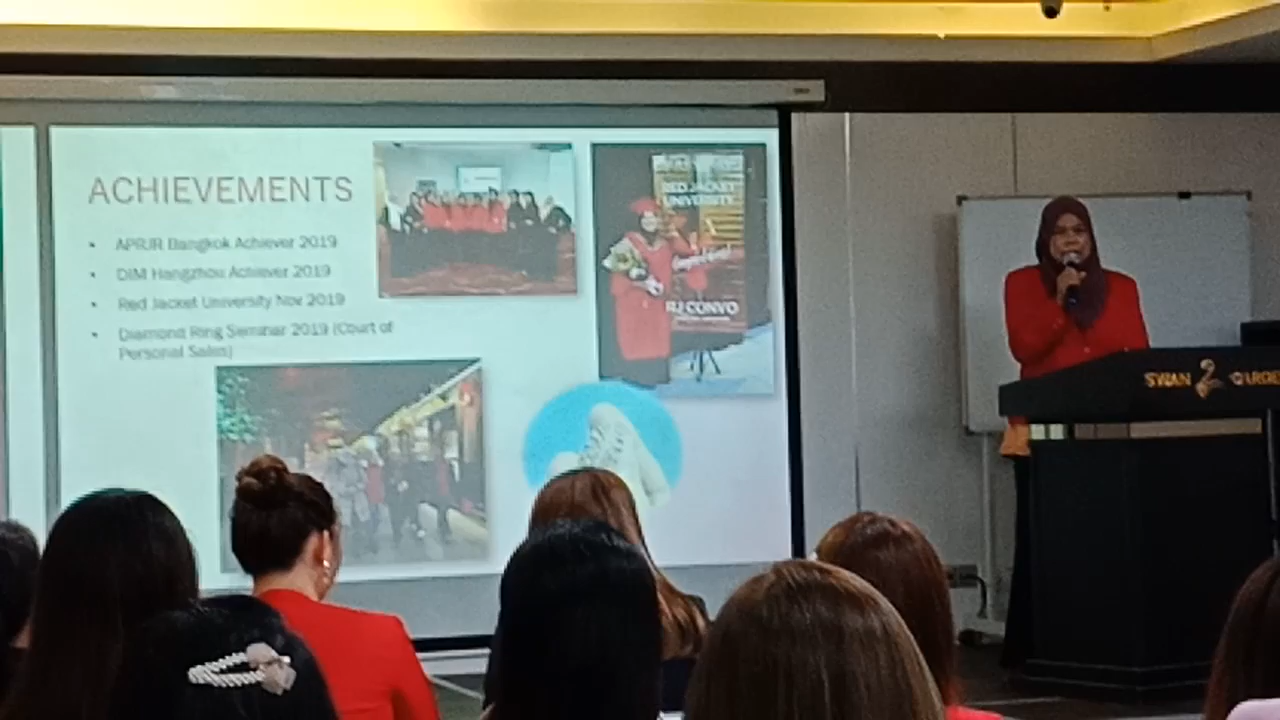 ACHIEVEMENTS
• APRJR Bangkok Achiever 2019
• DIM Hangzhou Achiever 2019
• Red Jacket University Nov 2019
• Diamond Ring Seminar 2019 (Court of
Personal Sales)
RED JACKET
UNIVERSITY
RJ CONVO
SWAN